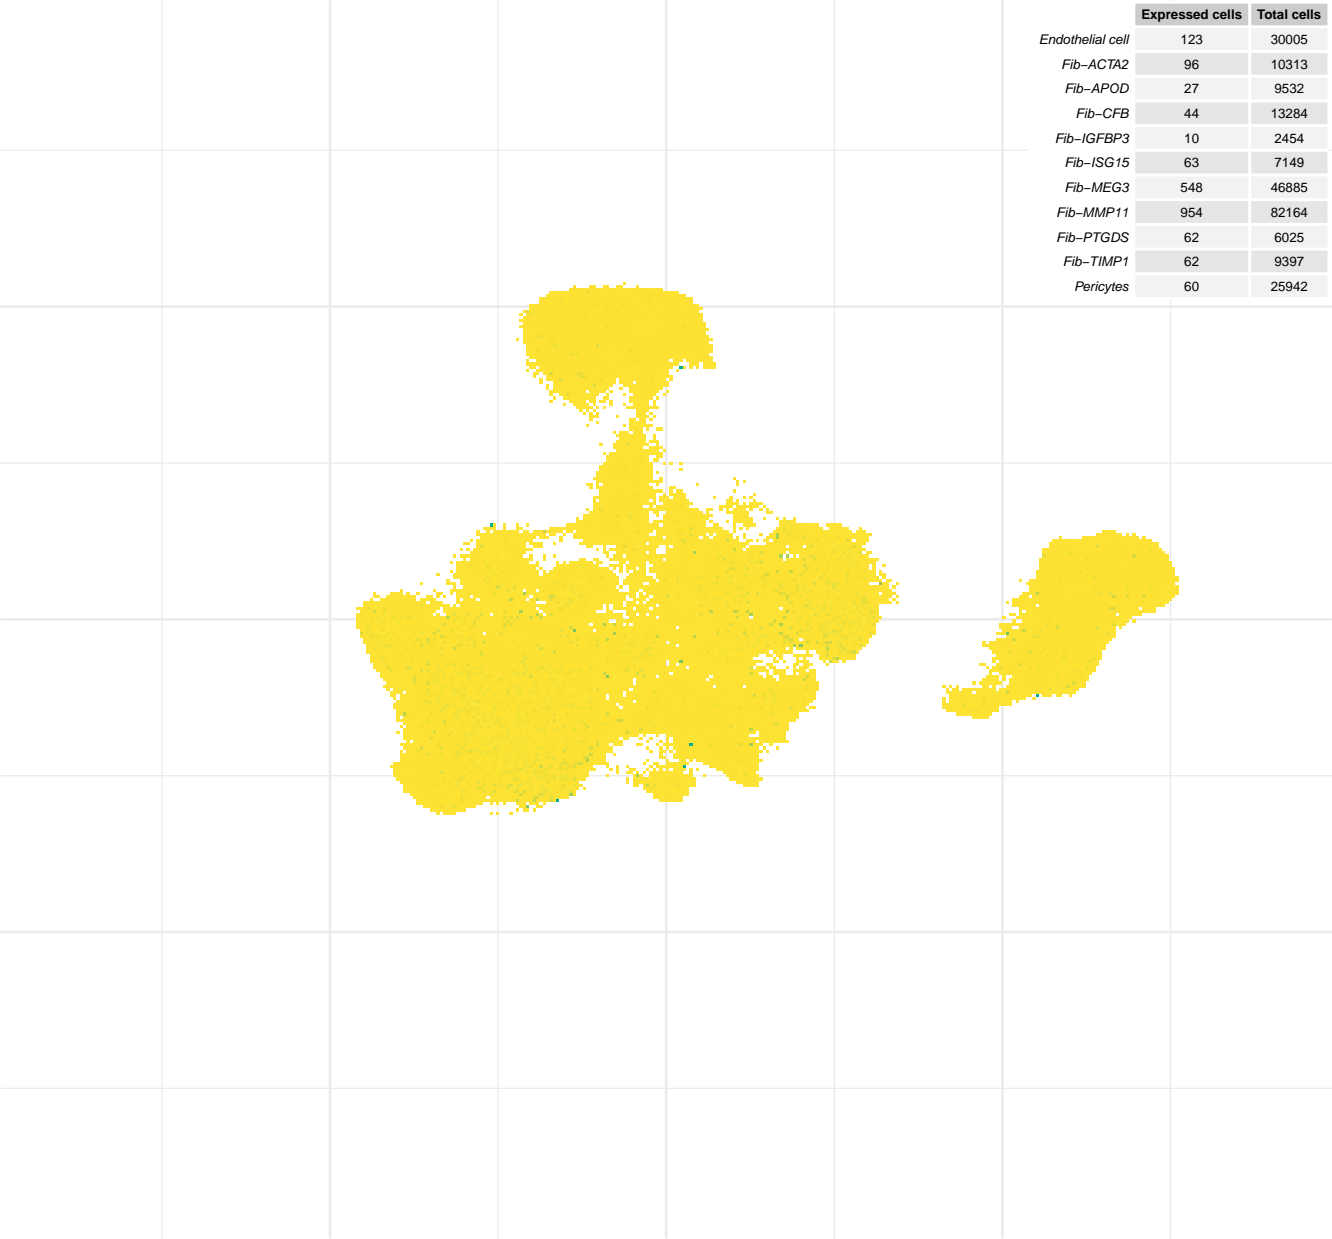 Expressed cells Total cells
Endothelial cell 123 30005
Fib−ACTA2 96 10313
Fib−APOD 27 9532
Fib−CFB 44 13284
Fib−IGFBP3 10 2454
Fib−ISG15 63 7149
Fib−MEG3 548 46885
Fib−MMP11 954 82164
Fib−PTGDS 62 6025
Fib−TIMP1 62 9397
Pericytes 60 25942